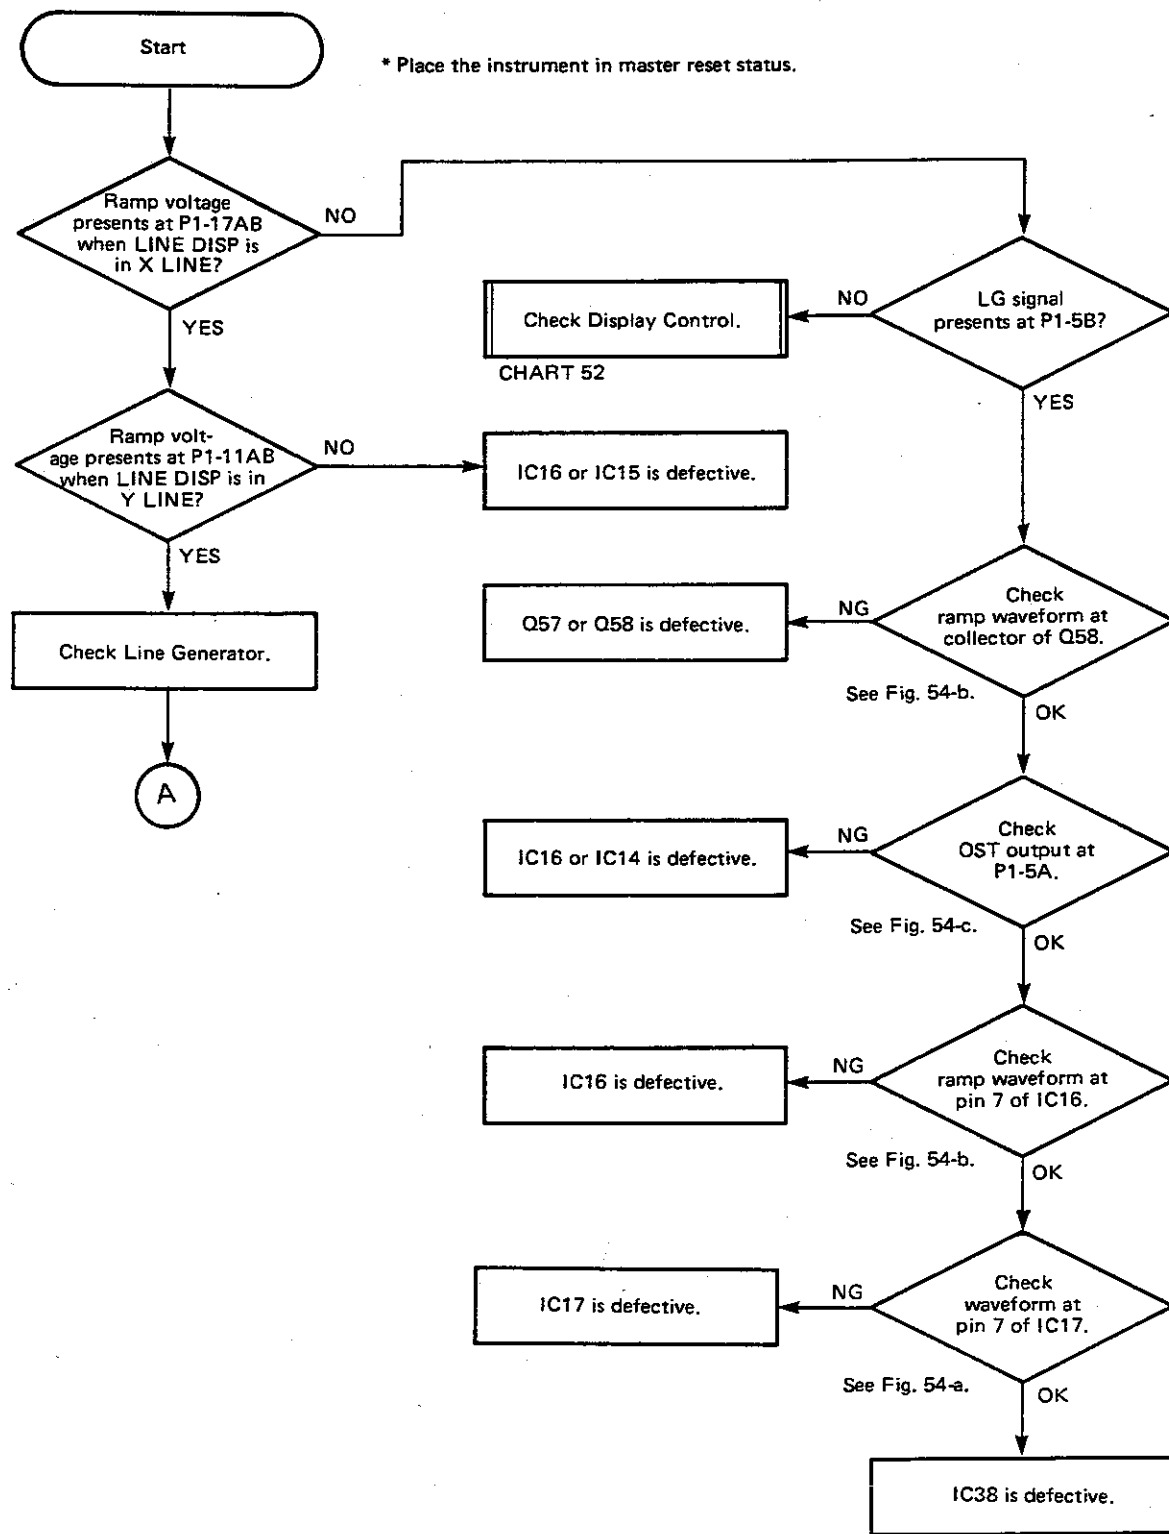 Start
* Place the instrument in master reset status.
Ramp voltage
presents at P1-17AB
when LINE DISP is
in X LINE?
NO
YES
LG signal
presents at P1-5B?
NO
YES
Check Display Control.
CHART 52
Ramp volt-
age presents at P1-11AB
when LINE DISP is in
Y LINE?
NO
YES
IC16 or IC15 is defective.
Check Line Generator.
A
Check
ramp waveform at
collector of Q58.
NG
OK
Q57 or Q58 is defective.
See Fig. 54-b.
Check
OST output at
P1-5A.
NG
OK
IC16 or IC14 is defective.
See Fig. 54-c.
Check
ramp waveform at
pin 7 of IC16.
NG
OK
IC16 is defective.
See Fig. 54-b.
Check
waveform at
pin 7 of IC17.
NG
OK
IC17 is defective.
See Fig. 54-a.
IC38 is defective.